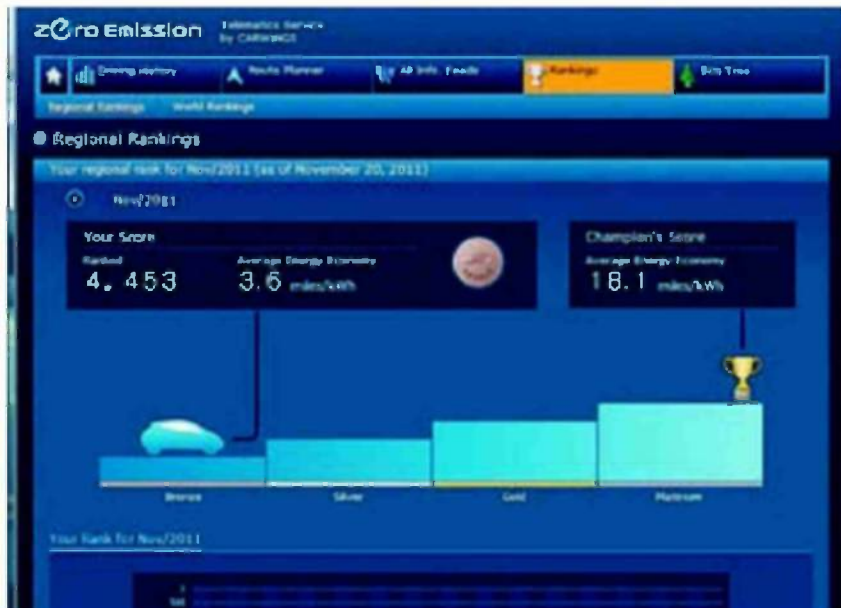 zero Emission
Telematics Service
by CARWINGS
Driving History
Route Planner
Info. Feeds
Rankings
Eco Tree
Regional Rankings World Rankings
Regional Rankings
Your regional rank for Nov/2011 (as of November 20, 2011)
Nov/2011
Your Score
Ranked
Average Energy Economy
4,453
3.6 miles/kWh
Champion's Score
Average Energy Economy
18.1 miles/kWh
Bronze
Silver
Gold
Platinum
Your Rank for Nov/2011
1